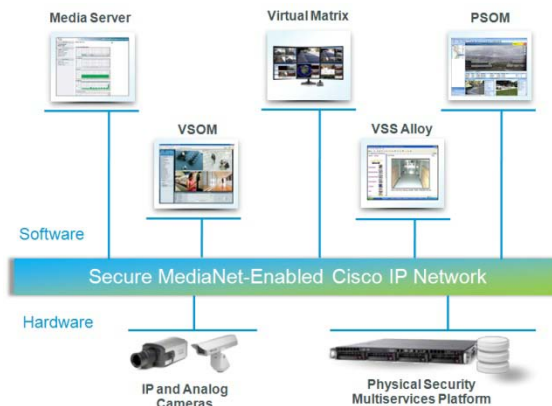 Media Server
Virtual Matrix
PSOM
VSOM
VSS Alloy
Software
Secure MediaNet-Enabled Cisco IP Network
Hardware
IP and Analog
Cameras
Physical Security
Multiservices Platform